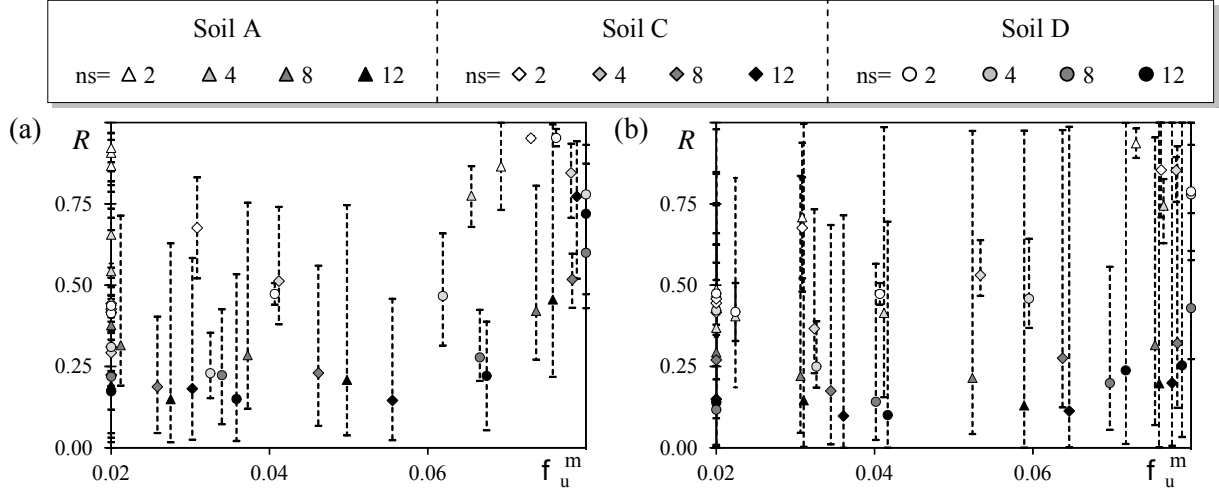 Soil A Soil C Soil D
ns= 2 4 8 12 ns= 2 4 8 12 ns= 2 4 8 12
(a) R (b) R
0.75 0.75
0.50 0.50
0.25 0.25
0.00 0.00
0.02 0.04 0.06 f u m 0.02 0.04 0.06 f u m